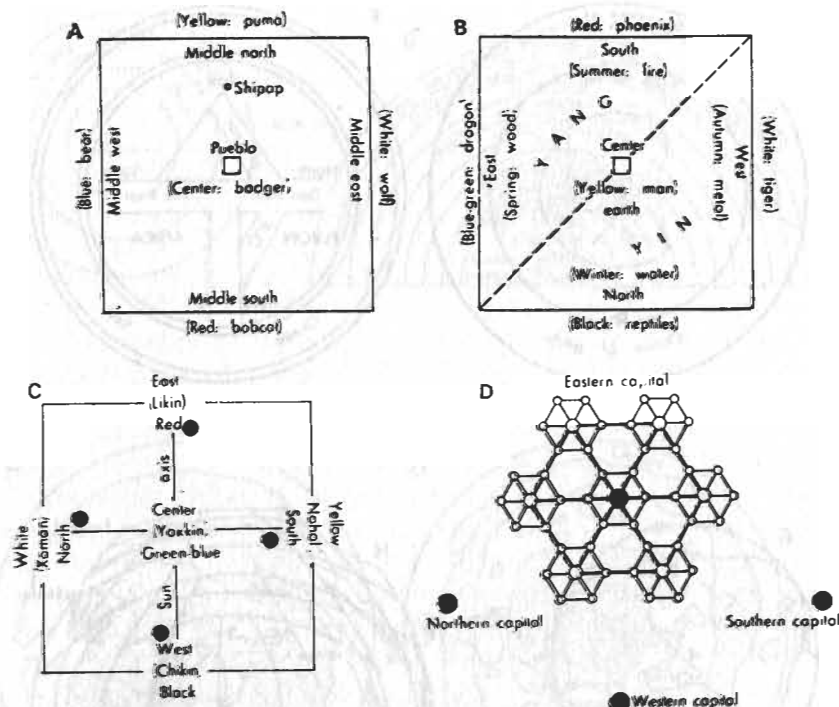 A
(Yellow: puma)
Middle north
Shipap
(Blue: bear)
Middle west
Pueblo
(Center: badger)
Middle east
(White: wolf)
Middle south
(Red: bobcat)
B
(Red: phoenix)
South
(Summer: fire)
YANG
(Blue-green: dragon)
East
(Spring: wood)
Center
(Yellow: man,
earth
(Autumn: metal)
West
(White: tiger)
YIN
(Winter: water)
North
(Black: reptiles)
C
East
(Likin)
Red
axis
White
(Xaman)
North
Center
(Yaxkin)
Green-blue
South
Nohol
Yellow
Sun
West
(Chikin)
Black
D
Eastern capital
Northern capital
Southern capital
Western capital